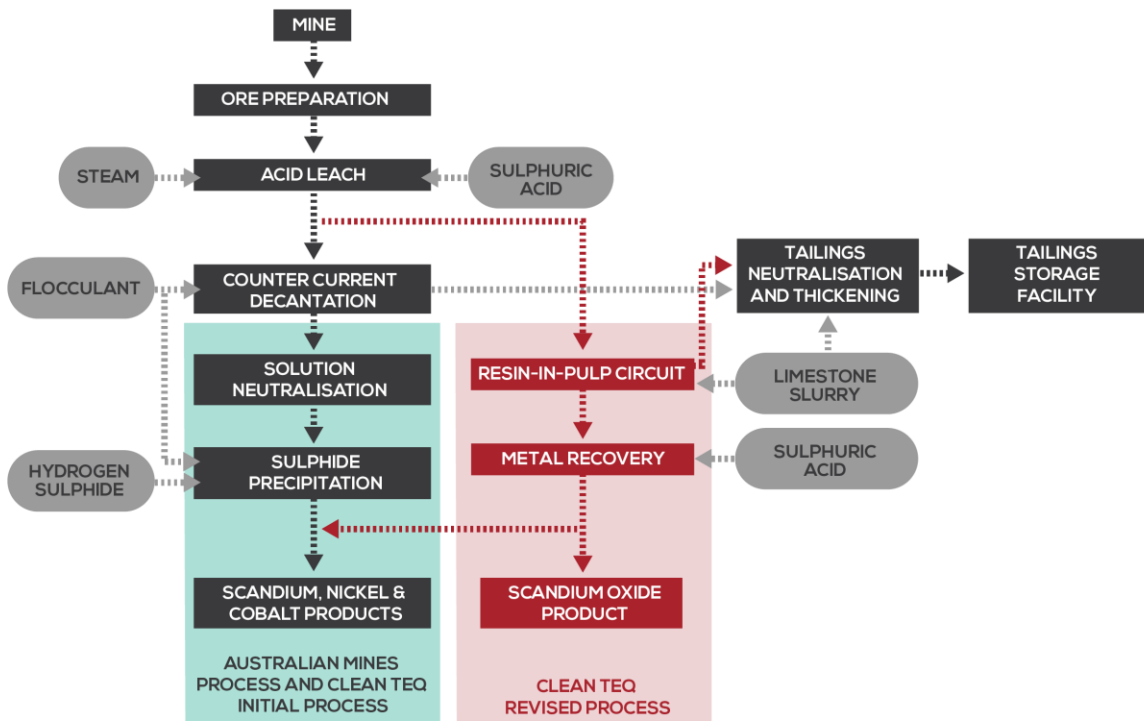 MINE
ORE PREPARATION
STEAM
ACID LEACH
SULPHURIC
ACID
FLOCCULANT
COUNTER CURRENT
DECANTATION
TAILINGS
NEUTRALISATION
AND THICKENING
TAILINGS
STORAGE
FACILITY
SOLUTION
NEUTRALISATION
RESIN-IN-PULP CIRCUIT
LIMESTONE
SLURRY
HYDROGEN
SULPHIDE
SULPHIDE
PRECIPITATION
METAL RECOVERY
SULPHURIC
ACID
SCANDIUM, NICKEL &
COBALT PRODUCTS
SCANDIUM OXIDE
PRODUCT
AUSTRALIAN MINES
PROCESS AND CLEAN TEQ
INITIAL PROCESS
CLEAN TEQ
REVISED PROCESS